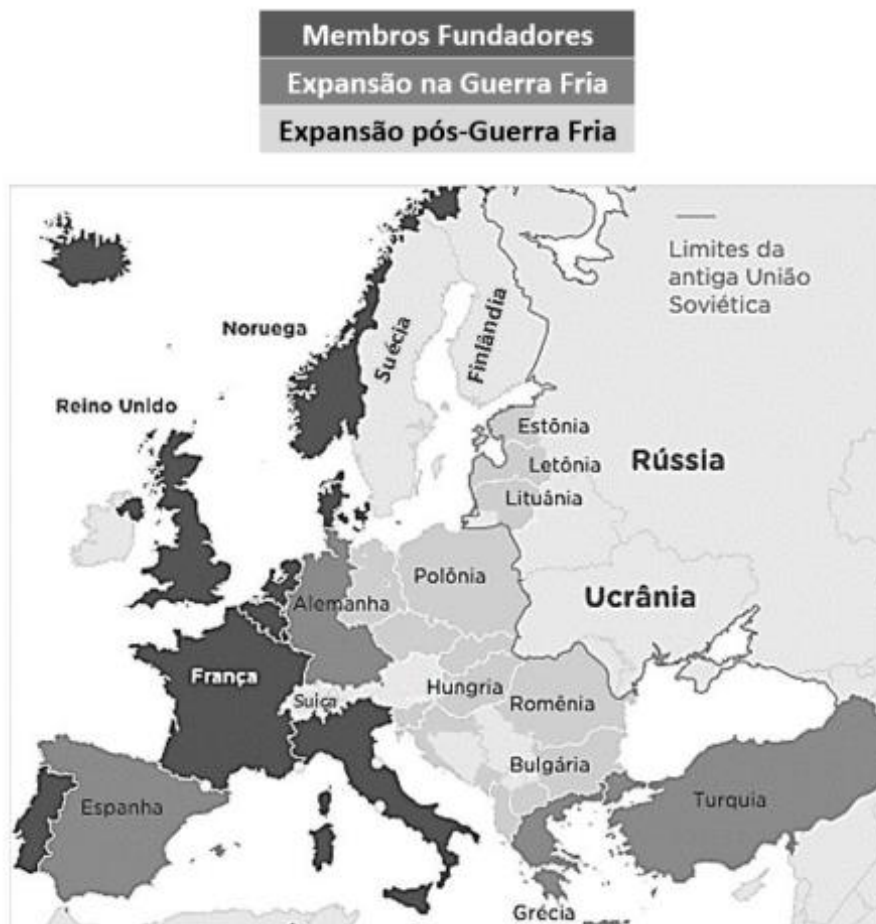 Membros Fundadores
Expansão na Guerra Fria
Expansão pós-Guerra Fria
Limites da
antiga União
Soviética
Noruega
Suécia
Finlândia
Reino Unido
Estônia
Letônia
Lituânia
Rússia
Polônia
Alemanha
Ucrânia
França
Suiça
Hungria
Romênia
Bulgária
Espanha
Turquia
Grécia